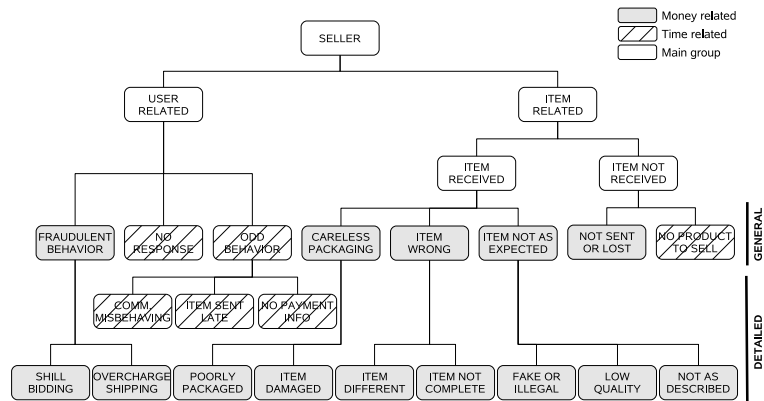 Money related
Time related
Main group
SELLER
USER
RELATED
ITEM
RELATED
ITEM
RECEIVED
ITEM NOT
RECEIVED
FRAUDULENT
BEHAVIOR
NO
RESPONSE
ODD
BEHAVIOR
CARELESS
PACKAGING
ITEM
WRONG
ITEM NOT AS
EXPECTED
NOT SENT
OR LOST
NO PRODUCT
TO SELL
GENERAL
COMM.
MISBEHAVING
ITEM SENT
LATE
NO PAYMENT
INFO
DETAILED
SHILL
BIDDING
OVERCHARGE
SHIPPING
POORLY
PACKAGED
ITEM
DAMAGED
ITEM
DIFFERENT
ITEM NOT
COMPLETE
FAKE OR
ILLEGAL
LOW
QUALITY
NOT AS
DESCRIBED